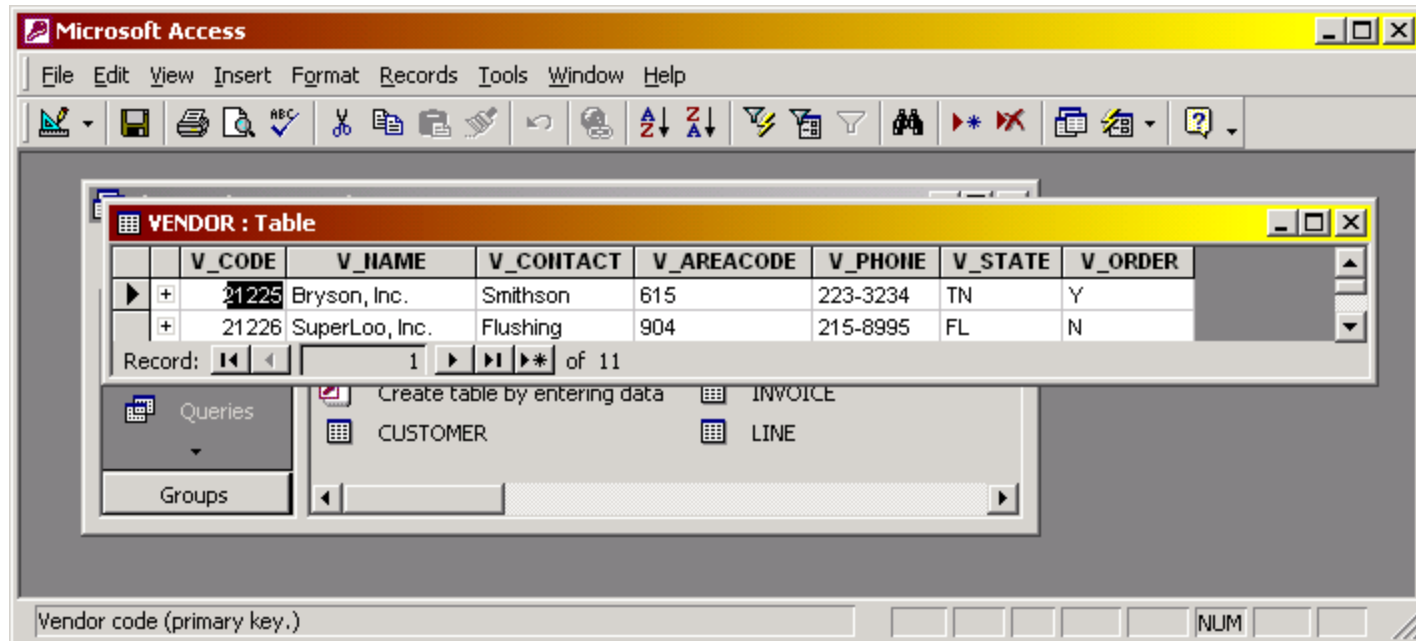 Microsoft Access
File Edit View Insert Format Records Tools Window Help
ABC
A Z Z A
VENDOR : Table
V_CODE V_NAME V_CONTACT V_AREACODE V_PHONE V_STATE V_ORDER
21225 Bryson, Inc. Smithson 615 223-3234 TN Y
21226 SuperLoo, Inc. Flushing 904 215-8995 FL N
Record: 1 of 11
Create table by entering data INVOICE
Queries
CUSTOMER LINE
Groups
Vendor code (primary key.) NUM